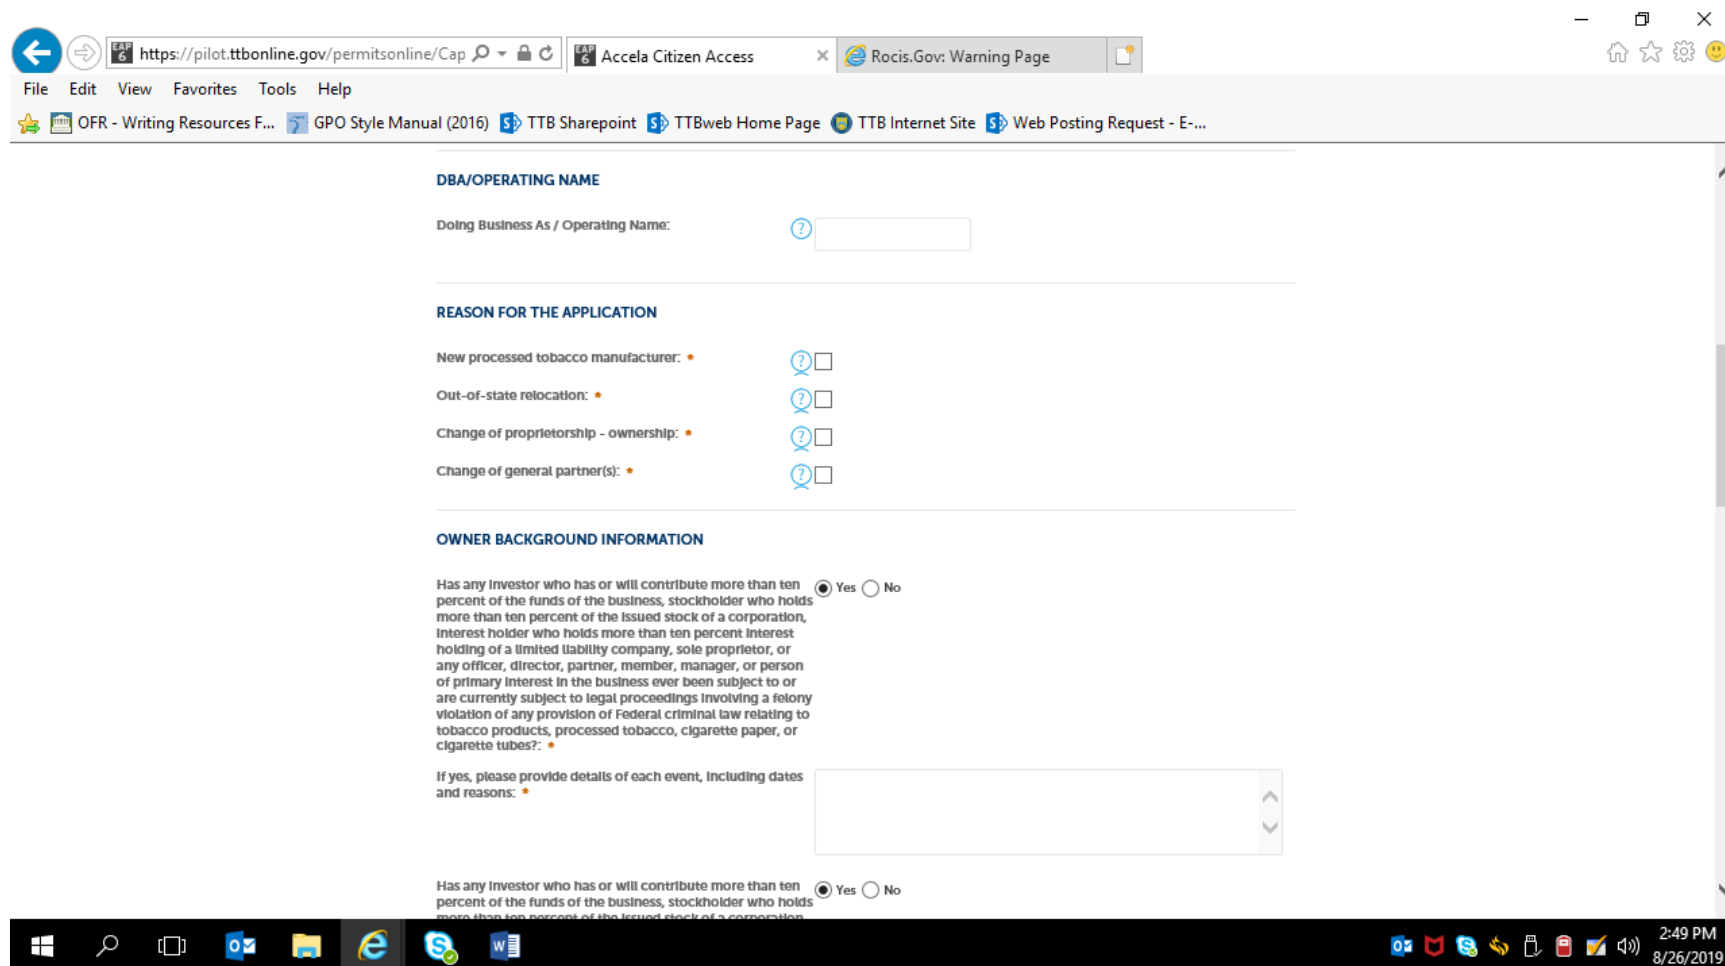 https://pilot.ttbonline.gov/permitsonline/Cap
Accela Citizen Access
Rocis.Gov: Warning Page
File Edit View Favorites Tools Help
OFR - Writing Resources F... GPO Style Manual (2016) TTB Sharepoint TTBweb Home Page TTB Internet Site Web Posting Request - E-...
DBA/OPERATING NAME
Doing Business As / Operating Name:
REASON FOR THE APPLICATION
New processed tobacco manufacturer: *
Out-of-state relocation: *
Change of proprietorship - ownership: *
Change of general partner(s): *
OWNER BACKGROUND INFORMATION
Has any investor who has or will contribute more than ten
percent of the funds of the business, stockholder who holds
more than ten percent of the issued stock of a corporation,
interest holder who holds more than ten percent interest
holding of a limited liability company, sole proprietor, or
any officer, director, partner, member, manager, or person
of primary interest in the business ever been subject to or
are currently subject to legal proceedings involving a felony
violation of any provision of Federal criminal law relating to
tobacco products, processed tobacco, cigarette paper, or
cigarette tubes?: *
Yes No
If yes, please provide details of each event, including dates
and reasons: *
Has any investor who has or will contribute more than ten
percent of the funds of the business, stockholder who holds
more than ten percent of the issued stock of a corporation
Yes No
2:49 PM
8/26/2019